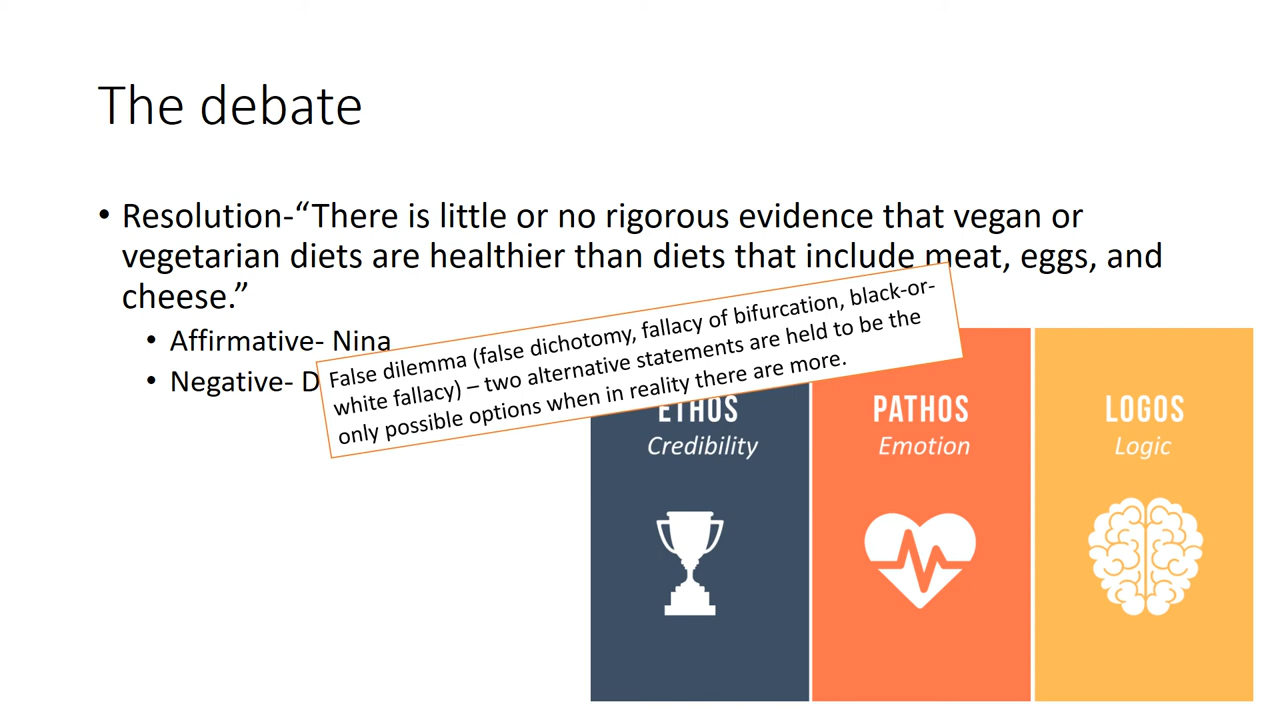 The debate
• Resolution-“There is little or no rigorous evidence that vegan or
vegetarian diets are healthier than diets that include meat, eggs, and
cheese.”
• Affirmative- Nina
• Negative- D
False dilemma (false dichotomy, fallacy of bifurcation, black-or-
white fallacy) – two alternative statements are held to be the
only possible options when in reality there are more.
ETHOS
Credibility
PATHOS
Emotion
LOGOS
Logic